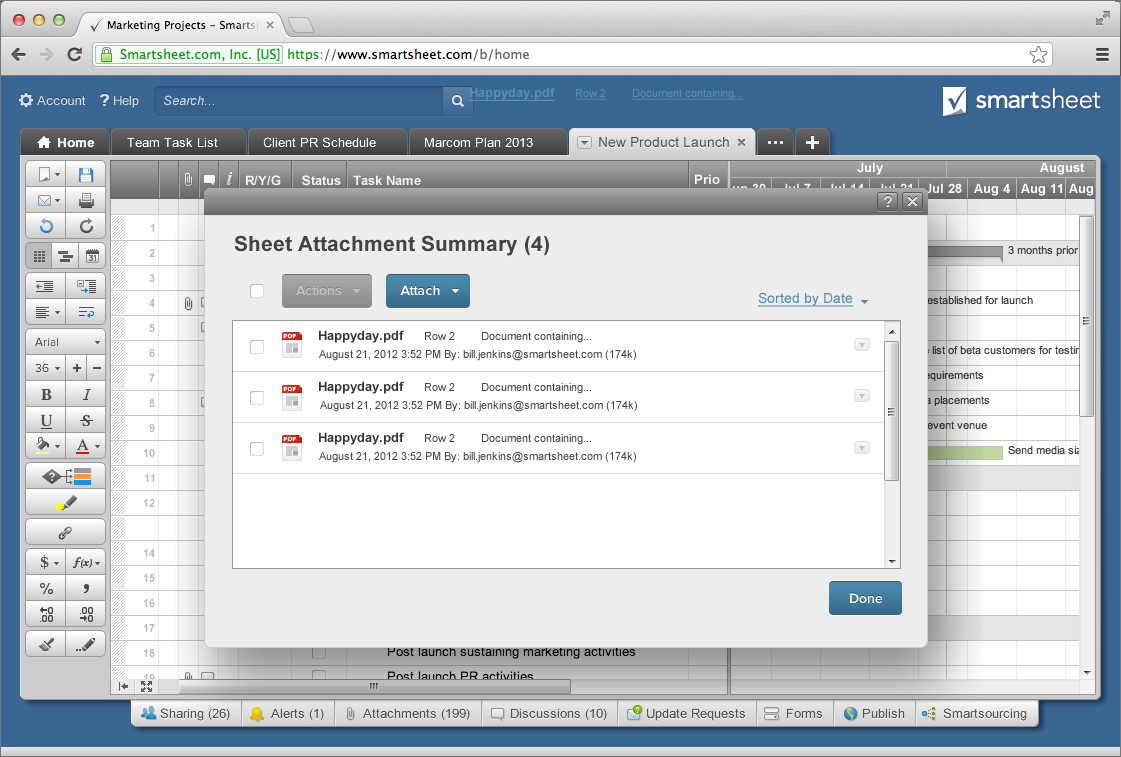 Marketing Projects – Smarts
Smartsheet.com, Inc. [US] https://www.smartsheet.com/b/home
Account ? Help Search... Happyday.pdf Row 2 Document containing... smartsheet
Home Team Task List Client PR Schedule Marcom Plan 2013 New Product Launch
July August
R/Y/G Status Task Name Prio
Jul 7 Jul 14 Jul 21 Jul 28 Aug 4 Aug 11 Aug
1
2 3 months prior
3
4 established for launch
5
6 list of beta customers for testin
7 equirements
8 a placements
9 event venue
10 Send media siz
11
12
14
15
16
17
18 Post launch sustaining marketing activities
19 Post launch PR activities
Arial
36
B I
U S
A
$ f(x)
% ,
.00 .00
Sheet Attachment Summary (4)
Actions Attach Sorted by Date
Happyday.pdf Row 2 Document containing...
PDF
August 21, 2012 3:52 PM By: bill.jenkins@smartsheet.com (174k)
Happyday.pdf Row 2 Document containing...
PDF
August 21, 2012 3:52 PM By: bill.jenkins@smartsheet.com (174k)
Happyday.pdf Row 2 Document containing...
PDF
August 21, 2012 3:52 PM By: bill.jenkins@smartsheet.com (174k)
Done
Sharing (26) Alerts (1) Attachments (199) Discussions (10) Update Requests Forms Publish Smartsourcing